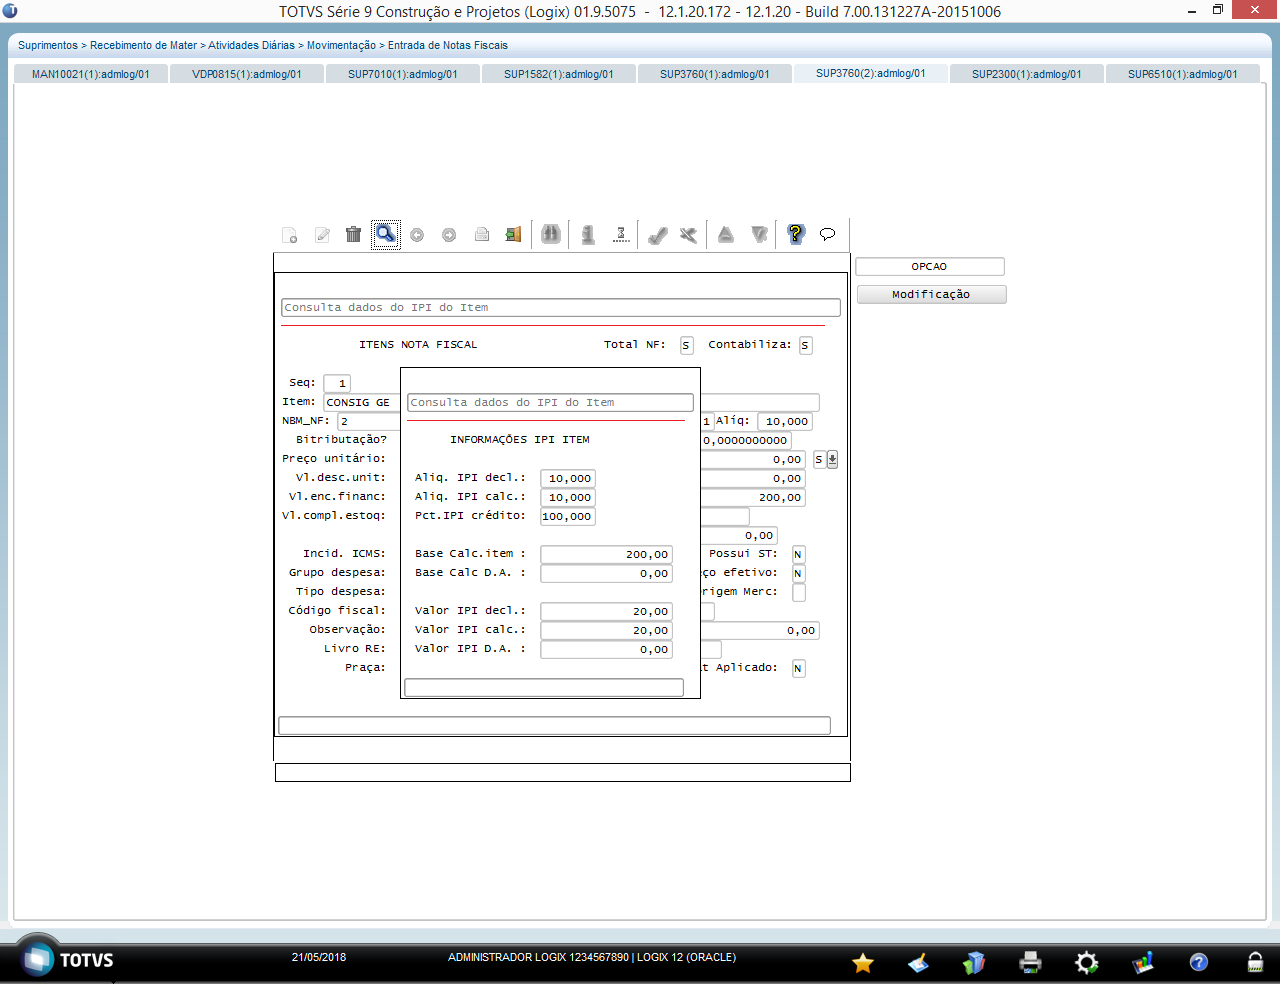 TOTVS Série 9 Construção e Projetos (Logix) 01.9.5075 - 12.1.20.172 - 12.1.20 - Build 7.00.131227A-20151006
Suprimentos > Recebimento de Mater > Atividades Diárias > Movimentação > Entrada de Notas Fiscais
MAN10021(1):admlog/01 VDP0815(1):admlog/01 SUP7010(1):admlog/01 SUP1582(1):admlog/01 SUP3760(1):admlog/01 SUP3760(2):admlog/01 SUP2300(1):admlog/01 SUP6510(1):admlog/01
OPCAO
Modificação
Consulta dados do IPI do Item
ITENS NOTA FISCAL Total NF: S Contabiliza: S
Seq: 1
Item: CONSIG GE
NBM_NF: 2 1 Alíq: 10,000
Bitributação? 0,0000000000
Preço unitário: 0,00 S
Vl.desc.unit: 0,00
Vl.enc.financ: 200,00
Vl.compl.estoq:
0,00
Incid. ICMS: Possui ST: N
Grupo despesa: ço efetivo: N
Tipo despesa: rigem Merc:
Código fiscal:
Observação: 0,00
Livro RE:
Praça: t Aplicado: N
Consulta dados do IPI do Item
INFORMAÇÕES IPI ITEM
Aliq. IPI decl.: 10,000
Aliq. IPI calc.: 10,000
Pct.IPI crédito: 100,000
Base Calc.item : 200,00
Base Calc D.A. : 0,00
Valor IPI decl.: 20,00
Valor IPI calc.: 20,00
Valor IPI D.A. : 0,00
TOTVS 21/05/2018 ADMINISTRADOR LOGIX 1234567890 | LOGIX 12 (ORACLE)